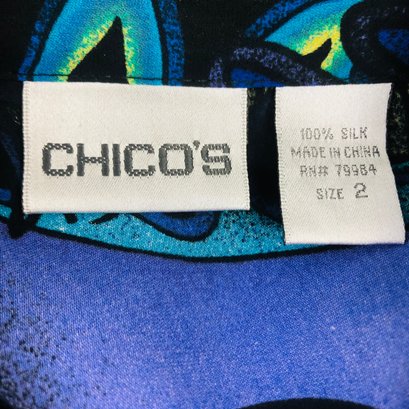 CHICO'S
100% SILK
MADE IN CHINA
RN# 79984
SIZE 2